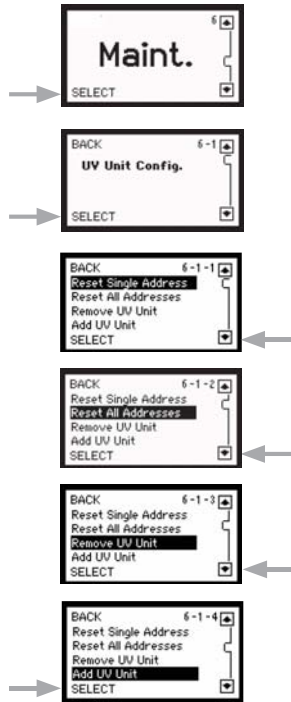 6
Maint.
SELECT
BACK 6-1
UV Unit Config.
SELECT
BACK 6-1-1
Reset Single Address
Reset All Addresses
Remove UV Unit
Add UV Unit
SELECT
BACK 6-1-2
Reset Single Address
Reset All Addresses
Remove UV Unit
Add UV Unit
SELECT
BACK 6-1-3
Reset Single Address
Reset All Addresses
Remove UV Unit
Add UV Unit
SELECT
BACK 6-1-4
Reset Single Address
Reset All Addresses
Remove UV Unit
Add UV Unit
SELECT